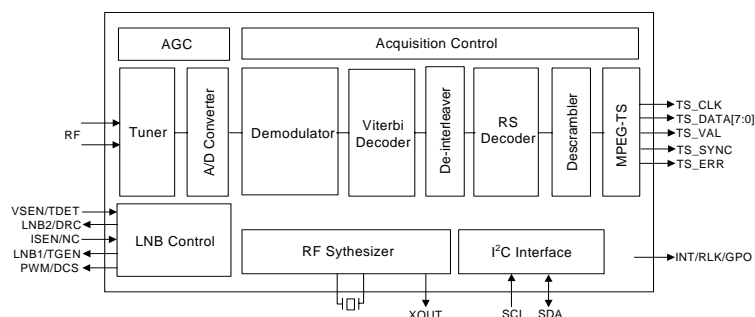 AGC
Acquisition Control
Tuner
A/D Converter
Demodulator
Viterbi
Decoder
De-interleaver
RS
Decoder
Descrambler
MPEG-TS
RF
TS_CLK
TS_DATA[7:0]
TS_VAL
TS_SYNC
TS_ERR
VSEN/TDET
LNB2/DRC
ISEN/NC
LNB1/TGEN
PWM/DCS
LNB Control
RF Sythesizer
I²C Interface
INT/RLK/GPO
XOUT
SCL
SDA